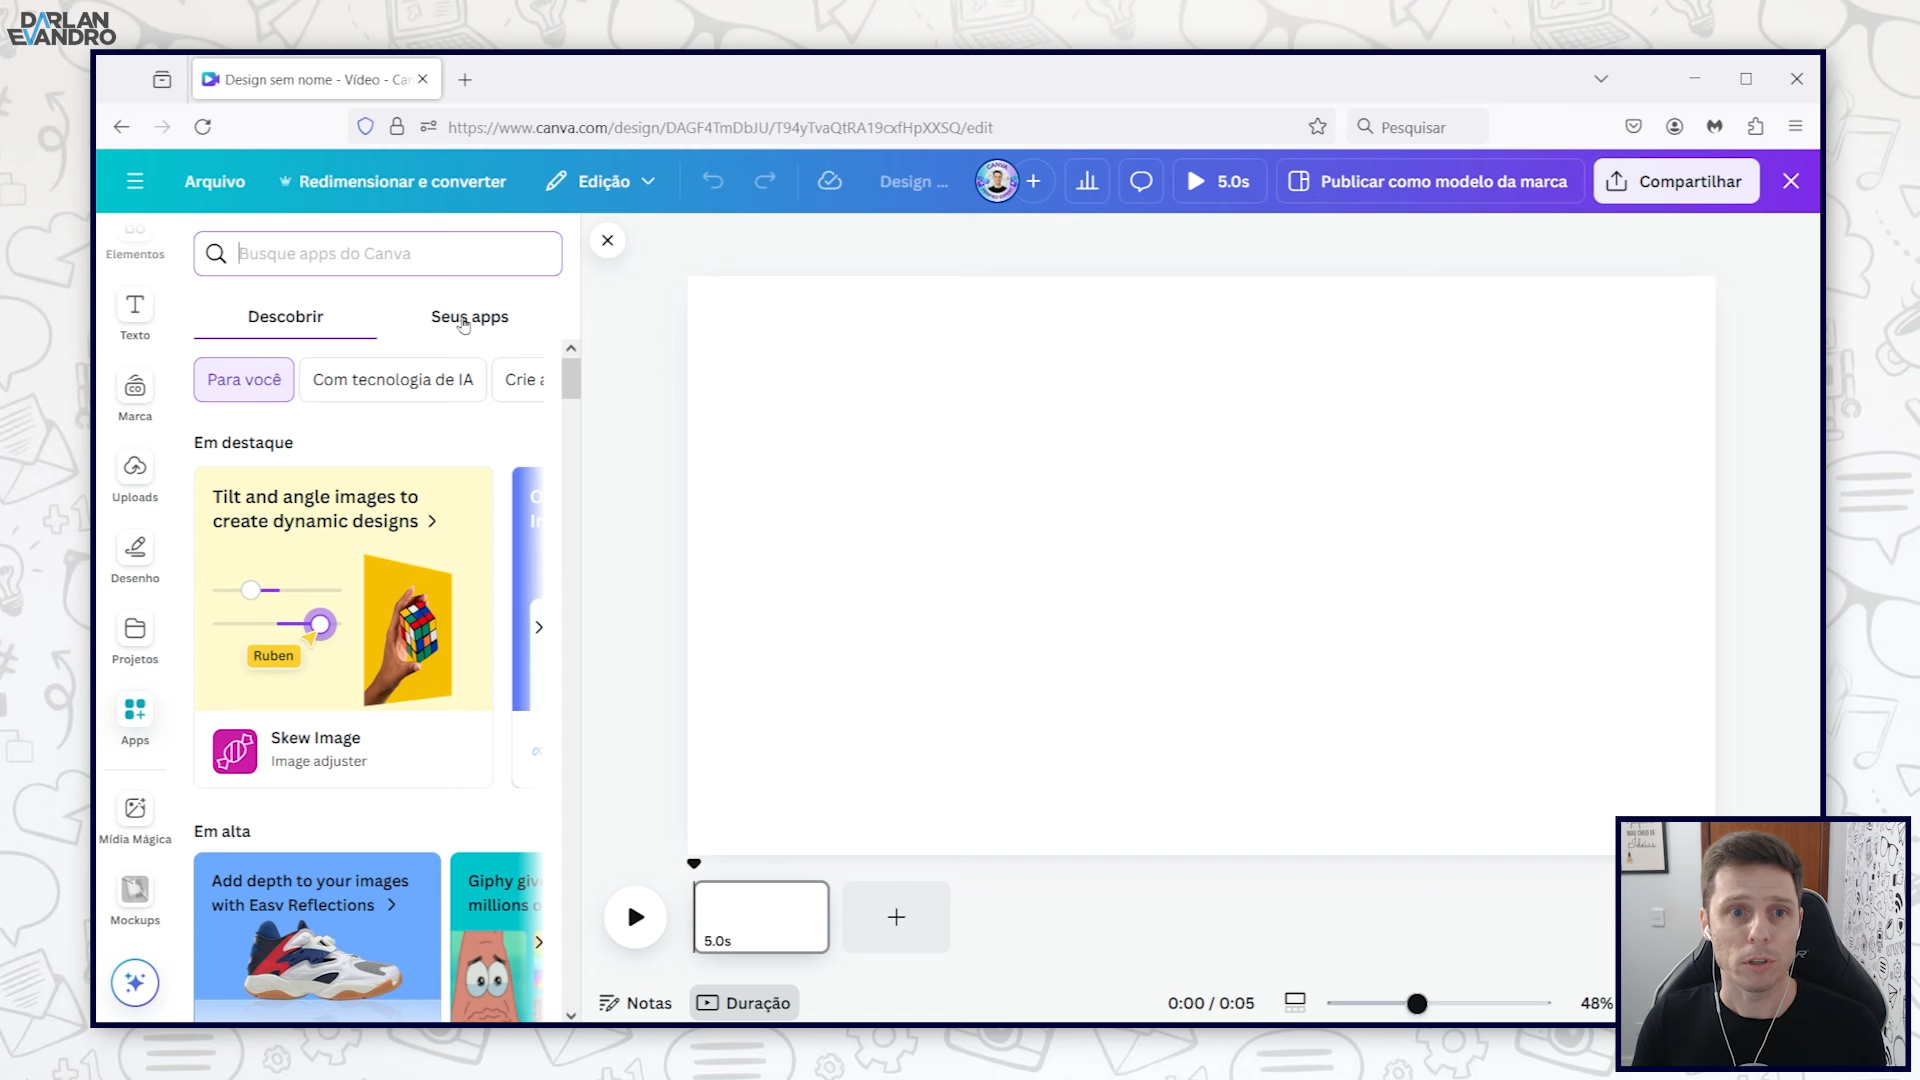 DARLAN
EVANDRO
Design sem nome - Vídeo - Can
https://www.canva.com/design/DAGF4TmDbJU/T94yTvaQtRA19cxfHpXXSQ/edit
Pesquisar
Arquivo
Redimensionar e converter
Edição
Design ...
5.0s
Publicar como modelo da marca
Compartilhar
Elementos
Texto
Marca
Uploads
Desenho
Projetos
Apps
Mídia Mágica
Mockups
Busque apps do Canva
Descobrir
Seus apps
Para você
Com tecnologia de IA
Crie
Em destaque
Tilt and angle images to
create dynamic designs
Ruben
Skew Image
Image adjuster
Em alta
Add depth to your images
with Easy Reflections
Giphy
millions
5.0s
Notas
Duração
0:00 / 0:05
48%